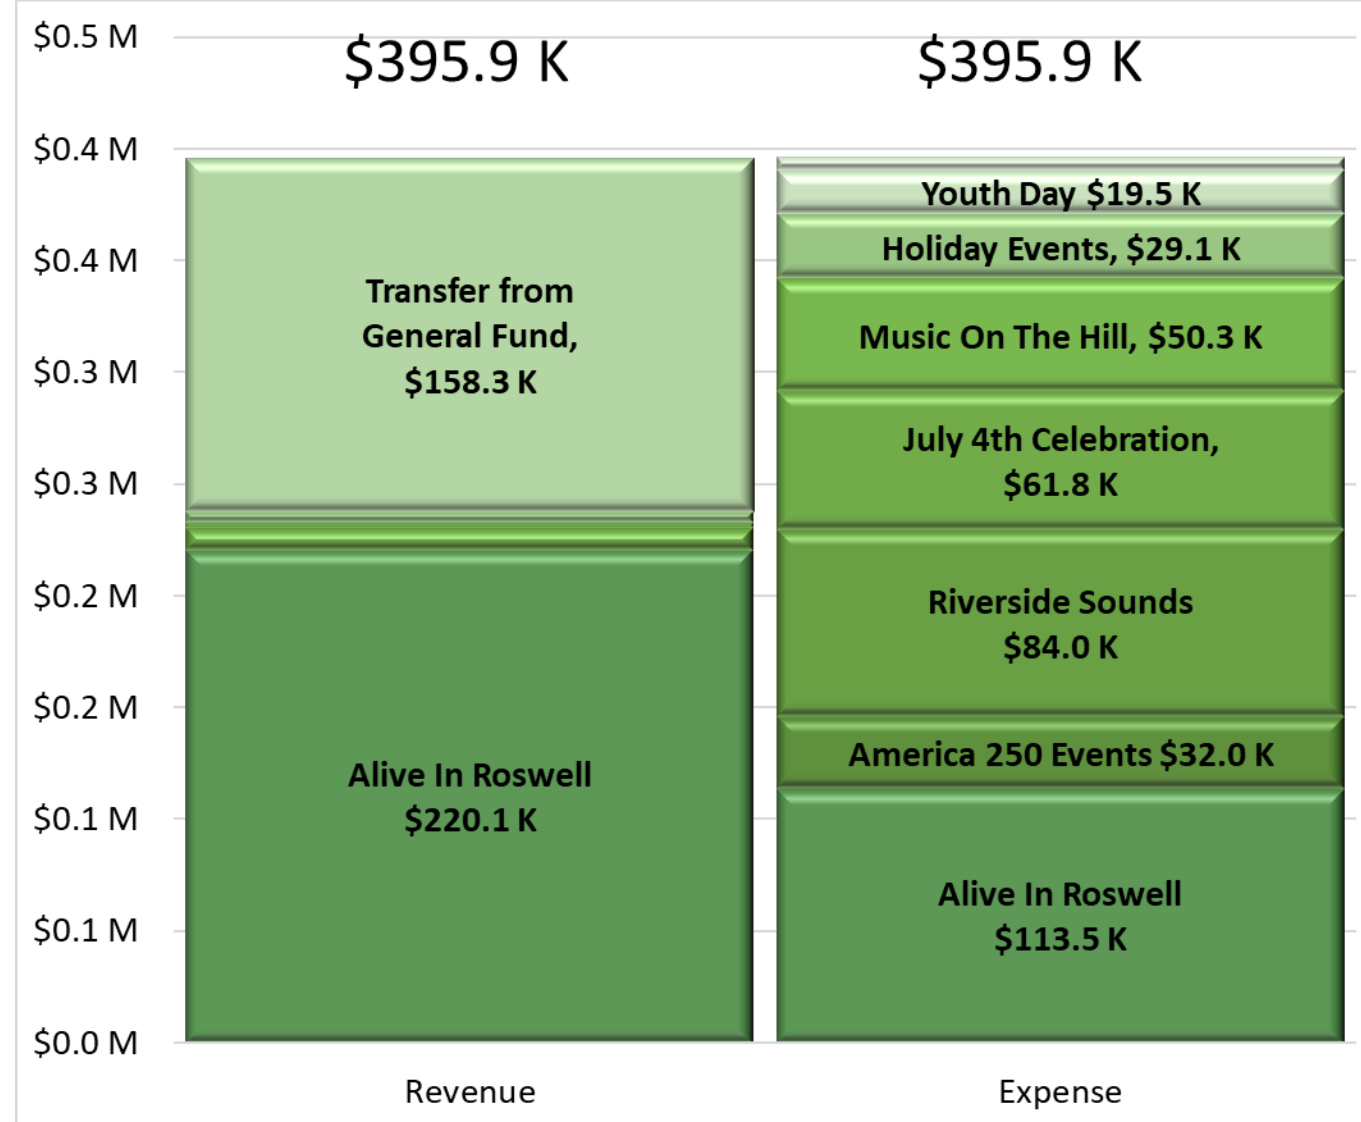 $0.5 M
$0.4 M
$0.4 M
$0.3 M
$0.3 M
$0.2 M
$0.2 M
$0.1 M
$0.1 M
$0.0 M
$395.9 K
Transfer from
General Fund,
$158.3 K
Alive In Roswell
$220.1 K
Revenue
$395.9 K
Youth Day $19.5 K
Holiday Events, $29.1 K
Music On The Hill, $50.3 K
July 4th Celebration,
$61.8 K
Riverside Sounds
$84.0 K
America 250 Events $32.0 K
Alive In Roswell
$113.5 K
Expense